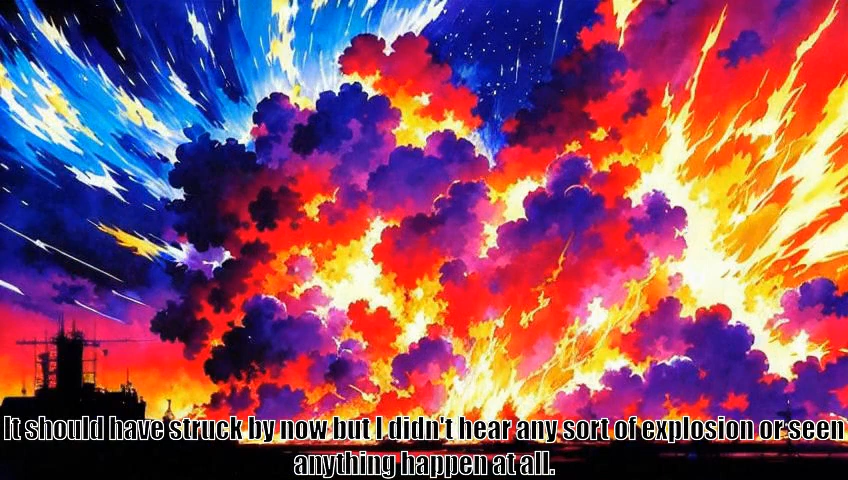 It should have struck by now but I didn't hear any sort of explosion or seen
anything happen at all.